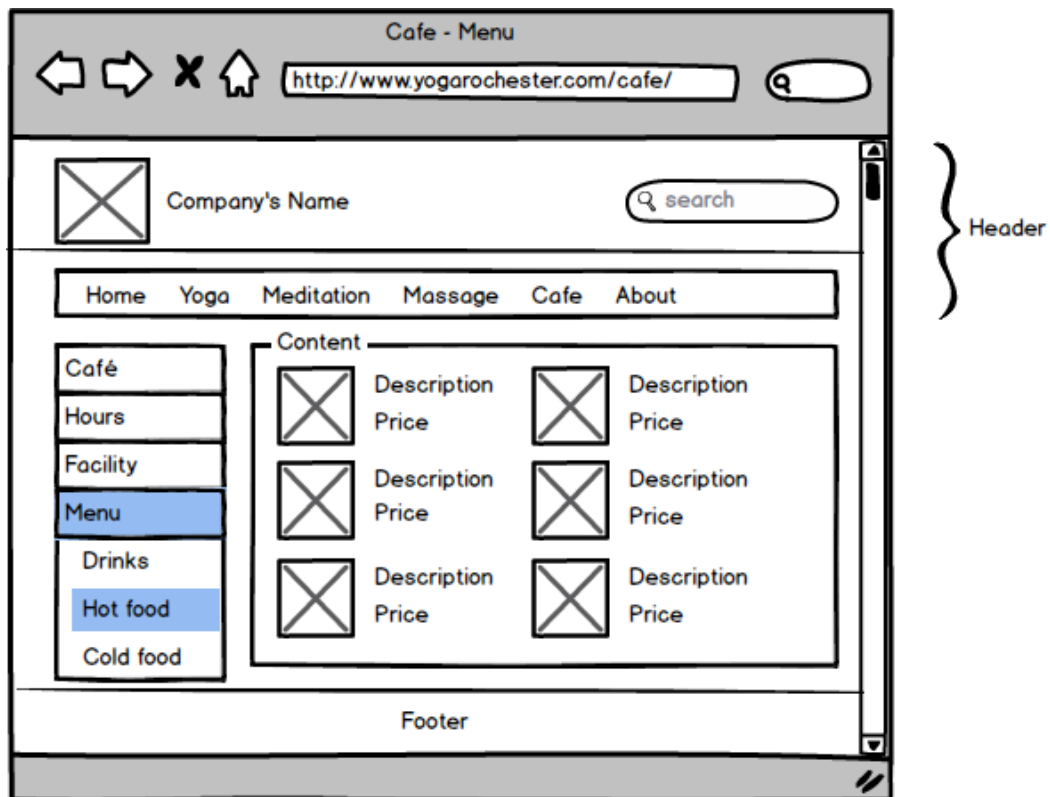 Cafe - Menu
http://www.yogarochester.com/cafe/
Company's Name
search
Header
Home Yoga Meditation Massage Cafe About
Café
Hours
Facility
Menu
Drinks
Hot food
Cold food
Content
Description Description
Price Price
Description Description
Price Price
Description Description
Price Price
Footer